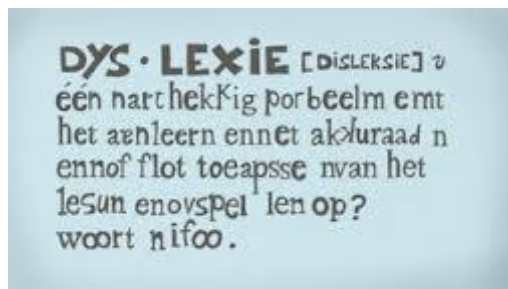 DYS · LEXiE [DiSLEKSiE] v
één narthekkig porbeelm emt
het aenleern ennet akkuraad n
ennof flot toeapsse nvan het
lesun enovspel len op?
woort nifoo.